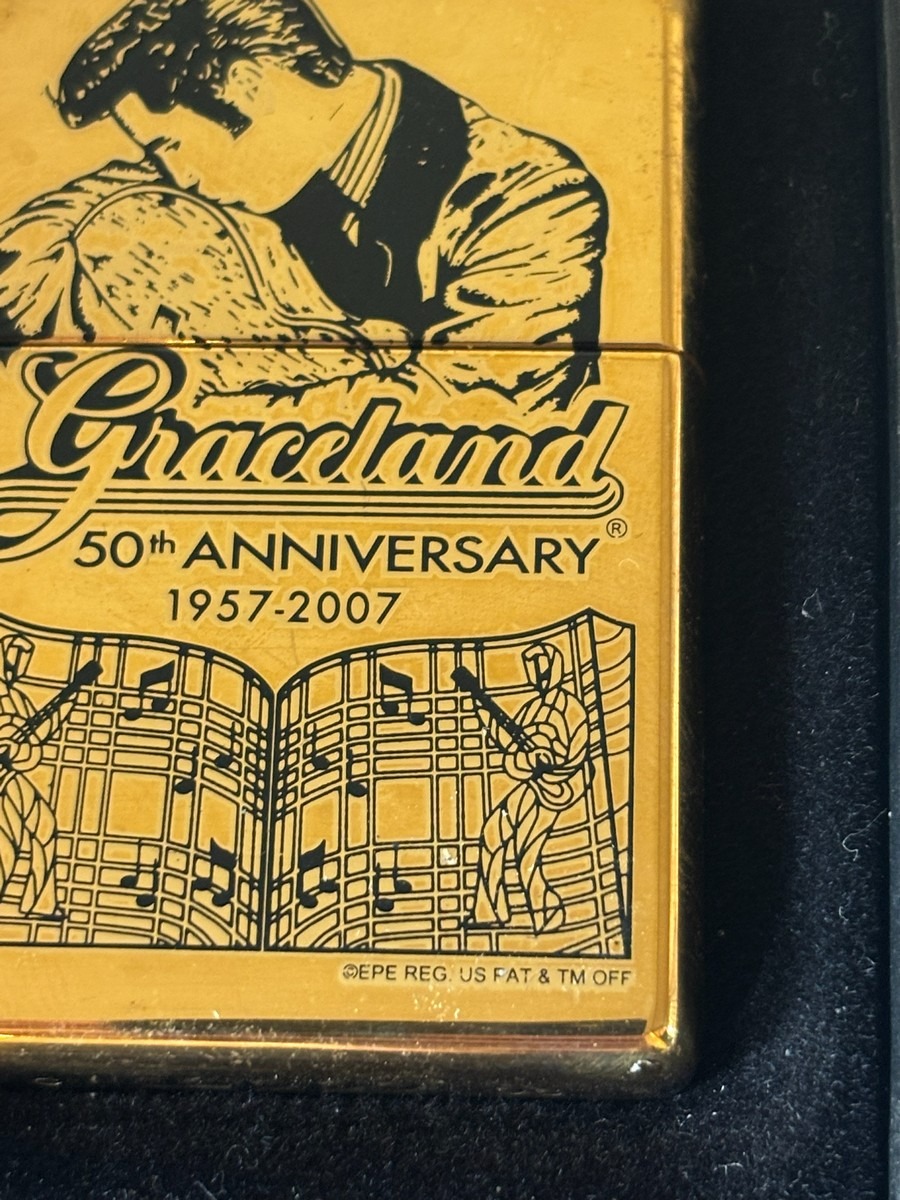 Graceland
®
50th ANNIVERSARY
1957-2007
©EPE REG. US PAT & TM OFF